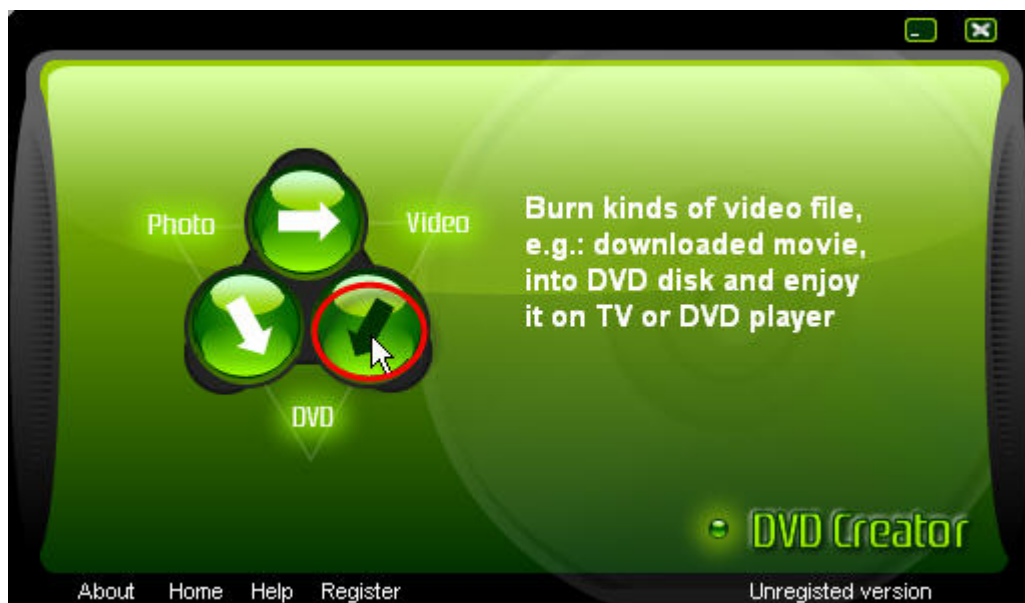 Photo
Video
DVD
Burn kinds of video file,
e.g.: downloaded movie,
into DVD disk and enjoy
it on TV or DVD player
DVD Creator
About Home Help Register
Unregisted version